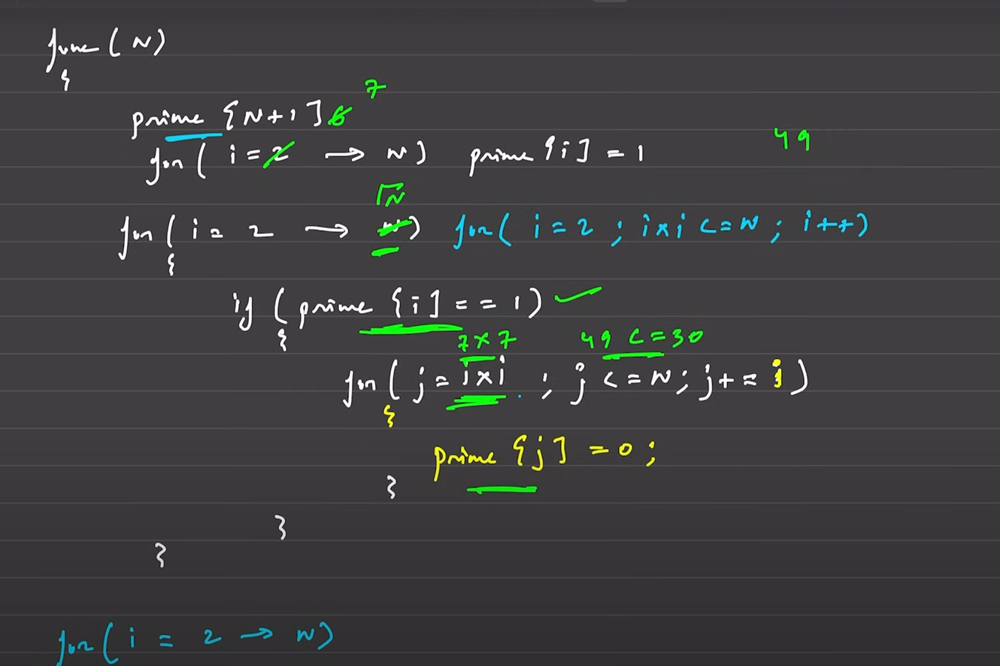 func(N)
{
7
prime[N+1] 6
for(i=2 → N) prime[i]=1 49
√N
for(i=2 → N) for(i=2; i×i<=N; i++)
{
if(prime[i]==1) ✓
{
7×7 49<=30
for(j=i×i; j<=N; j+=i)
{
prime[j]=0;
}
}
}
for(i=2 → N)